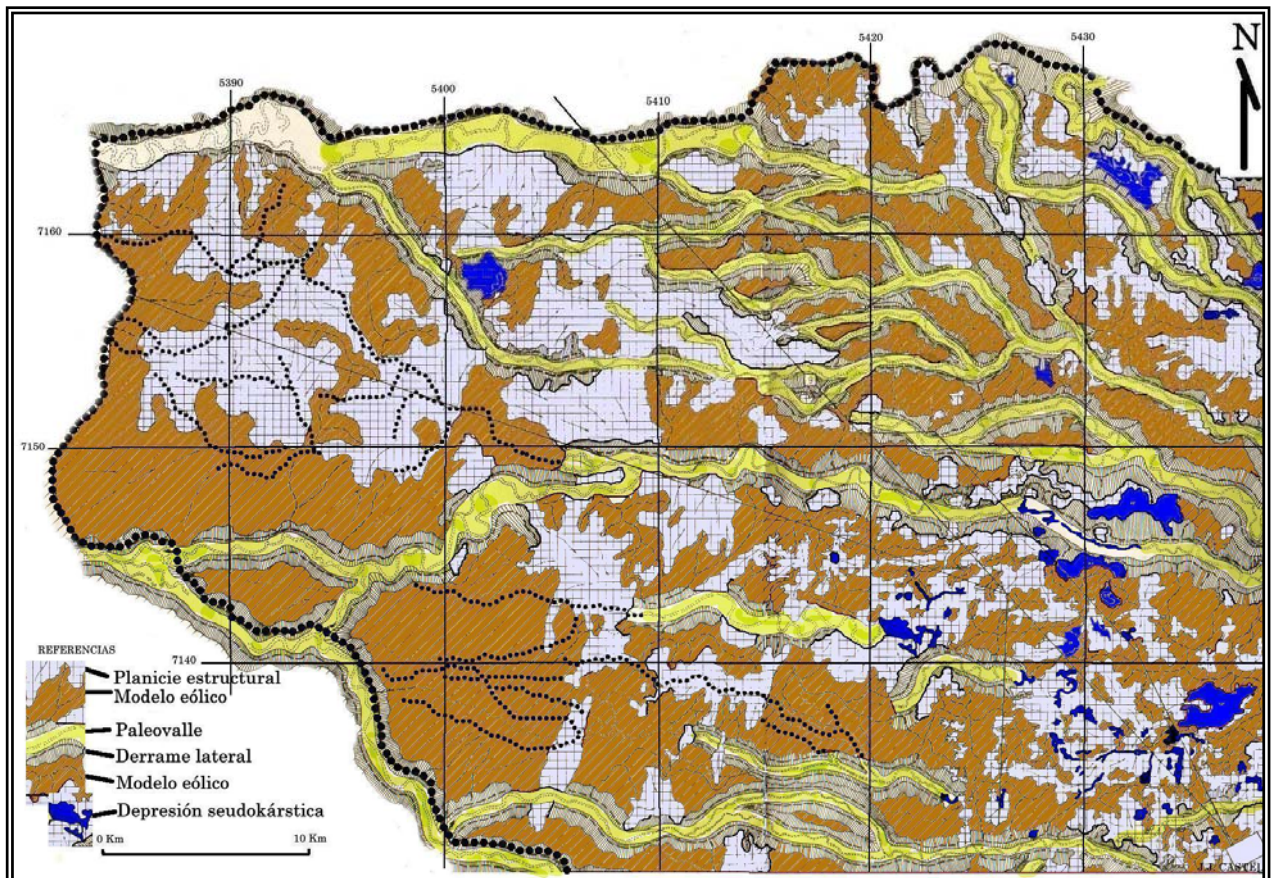 N
5420
5430
5390
5400
5410
7160
7150
7140
REFERENCIAS
Planicie estructural
Modelo eólico
Paleovalle
Derrame lateral
Modelo eólico
Depresión seudokárstica
0 Km 10 Km